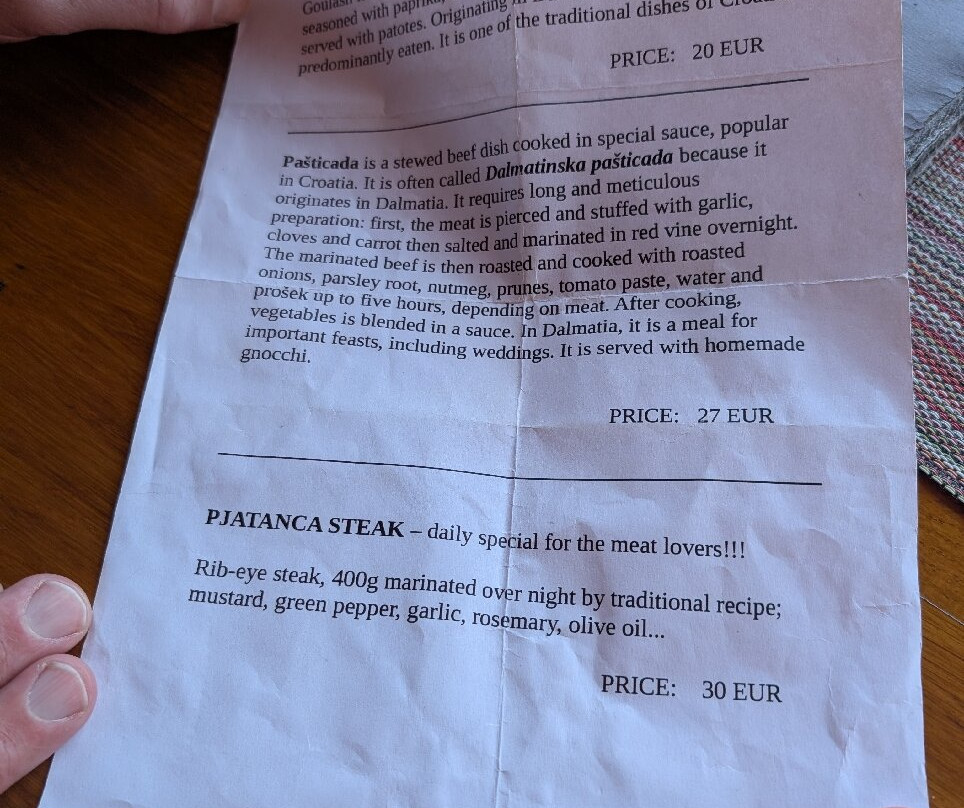 Goulash
seasoned with paprika,
served with patotes. Originating in
predominantly eaten. It is one of the traditional dishes of
PRICE: 20 EUR
Pašticada is a stewed beef dish cooked in special sauce, popular
in Croatia. It is often called Dalmatinska pašticada because it
originates in Dalmatia. It requires long and meticulous
preparation: first, the meat is pierced and stuffed with garlic,
cloves and carrot then salted and marinated in red vine overnight.
The marinated beef is then roasted and cooked with roasted
onions, parsley root, nutmeg, prunes, tomato paste, water and
prošek up to five hours, depending on meat. After cooking,
vegetables is blended in a sauce. In Dalmatia, it is a meal for
important feasts, including weddings. It is served with homemade
gnocchi.
PRICE: 27 EUR
PJATANCA STEAK – daily special for the meat lovers!!!
Rib-eye steak, 400g marinated over night by traditional recipe;
mustard, green pepper, garlic, rosemary, olive oil...
PRICE: 30 EUR